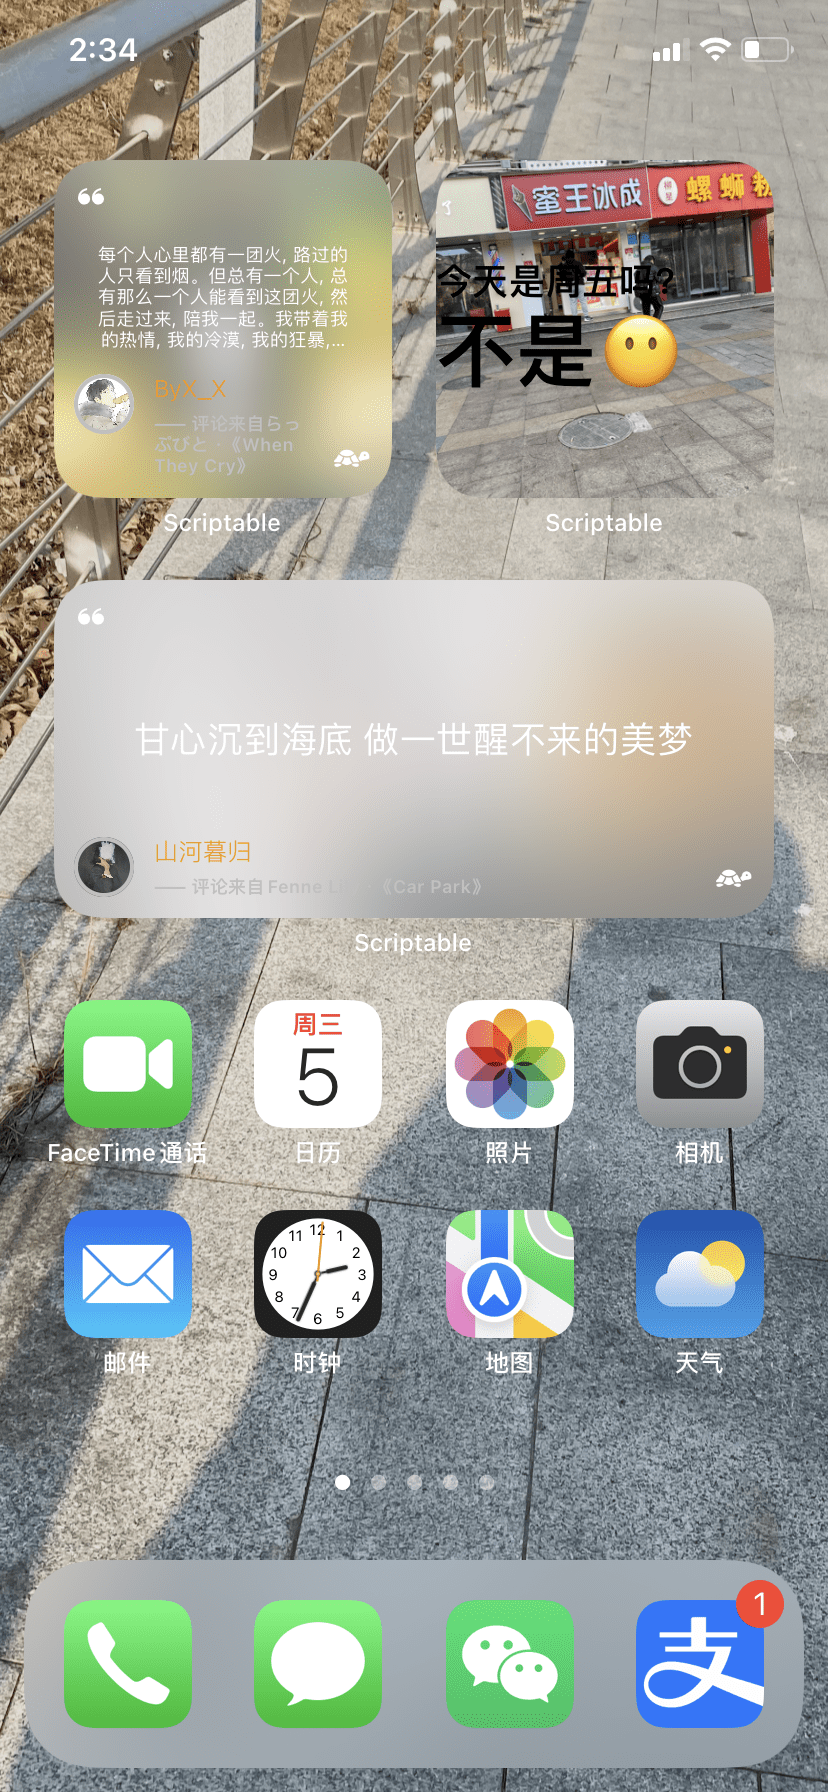 2:34
“
每个人心里都有一团火, 路过的
人只看到烟。但总有一个人, 总
有那么一个人能看到这团火, 然
后走过来, 陪我一起。我带着我
的热情, 我的冷漠, 我的狂暴,...
ByX_X
—— 评论来自らっ
ぷびと ·《When
They Cry》
Scriptable
蜜王冰成
柳皇
螺蛳粉
今天是周五吗?
不是😶
Scriptable
“
甘心沉到海底 做一世醒不来的美梦
山河暮归
—— 评论来自 Fenne Lily ·《Car Park》
Scriptable
FaceTime通话
周三
5
日历
照片
相机
邮件
12
1
2
3
4
5
6
7
8
9
10
11
时钟
地图
天气
支
1